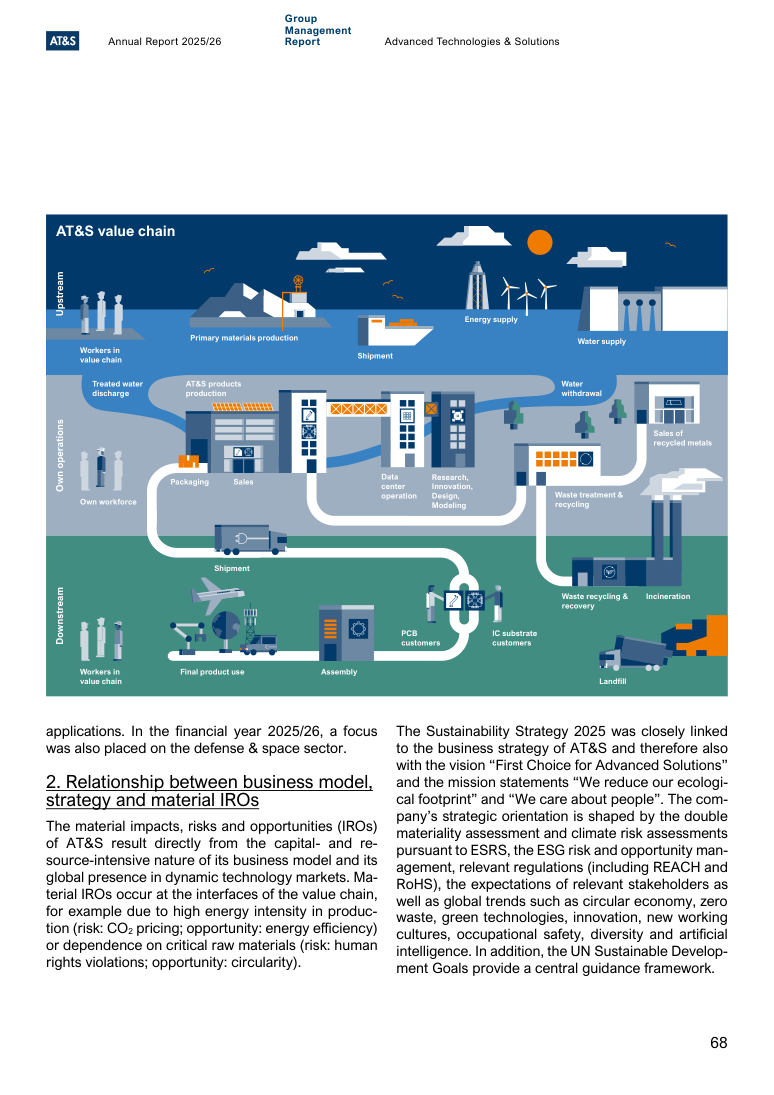 AT&S
Annual Report 2025/26
Group
Management
Report
Advanced Technologies & Solutions
AT&S value chain
Upstream
Workers in
value chain
Primary materials production
Shipment
Energy supply
Water supply
Own operations
Treated water
discharge
AT&S products
production
Water
withdrawal
Own workforce
Packaging
Sales
Data
center
operation
Research,
Innovation,
Design,
Modeling
Sales of
recycled metals
Waste treatment &
recycling
Downstream
Shipment
Waste recycling &
recovery
Incineration
PCB
customers
IC substrate
customers
Workers in
value chain
Final product use
Assembly
Landfill
applications. In the financial year 2025/26, a focus
was also placed on the defense & space sector.
2. Relationship between business model,
strategy and material IROs
The material impacts, risks and opportunities (IROs)
of AT&S result directly from the capital- and re-
source-intensive nature of its business model and its
global presence in dynamic technology markets. Ma-
terial IROs occur at the interfaces of the value chain,
for example due to high energy intensity in produc-
tion (risk: CO₂ pricing; opportunity: energy efficiency)
or dependence on critical raw materials (risk: human
rights violations; opportunity: circularity).
The Sustainability Strategy 2025 was closely linked
to the business strategy of AT&S and therefore also
with the vision “First Choice for Advanced Solutions”
and the mission statements “We reduce our ecologi-
cal footprint” and “We care about people”. The com-
pany’s strategic orientation is shaped by the double
materiality assessment and climate risk assessments
pursuant to ESRS, the ESG risk and opportunity man-
agement, relevant regulations (including REACH and
RoHS), the expectations of relevant stakeholders as
well as global trends such as circular economy, zero
waste, green technologies, innovation, new working
cultures, occupational safety, diversity and artificial
intelligence. In addition, the UN Sustainable Develop-
ment Goals provide a central guidance framework.
68